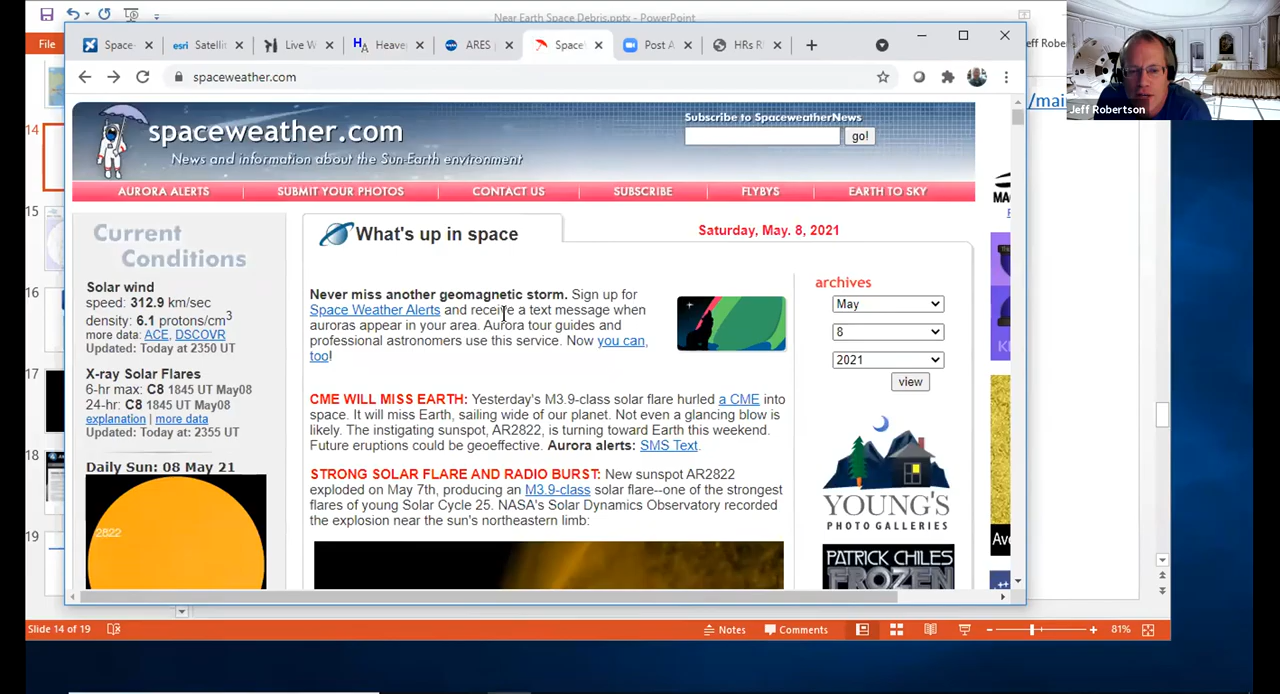 Near Earth Space Debris.pptx - PowerPoint
File
Space-
esri Satellit
Live W
Heave
ARES
Space
Post A
HRs R
spaceweather.com
/mai
Jeff Robertson
spaceweather.com
News and information about the Sun-Earth environment
Subscribe to SpaceweatherNews
go!
AURORA ALERTS
SUBMIT YOUR PHOTOS
CONTACT US
SUBSCRIBE
FLYBYS
EARTH TO SKY
Current
Conditions
Solar wind
speed: 312.9 km/sec
density: 6.1 protons/cm3
more data: ACE, DSCOVR
Updated: Today at 2350 UT
X-ray Solar Flares
6-hr max: C8 1845 UT May08
24-hr: C8 1845 UT May08
explanation | more data
Updated: Today at: 2355 UT
Daily Sun: 08 May 21
2822
What's up in space
Saturday, May. 8, 2021
Never miss another geomagnetic storm. Sign up for
Space Weather Alerts and receive a text message when
auroras appear in your area. Aurora tour guides and
professional astronomers use this service. Now you can,
too!
CME WILL MISS EARTH: Yesterday's M3.9-class solar flare hurled a CME into
space. It will miss Earth, sailing wide of our planet. Not even a glancing blow is
likely. The instigating sunspot, AR2822, is turning toward Earth this weekend.
Future eruptions could be geoeffective. Aurora alerts: SMS Text.
STRONG SOLAR FLARE AND RADIO BURST: New sunspot AR2822
exploded on May 7th, producing an M3.9-class solar flare--one of the strongest
flares of young Solar Cycle 25. NASA's Solar Dynamics Observatory recorded
the explosion near the sun's northeastern limb:
archives
May
8
2021
view
YOUNG'S
PHOTO GALLERIES
PATRICK CHILES
FROZEN
14
15
16
17
18
19
Slide 14 of 19
Notes
Comments
81%